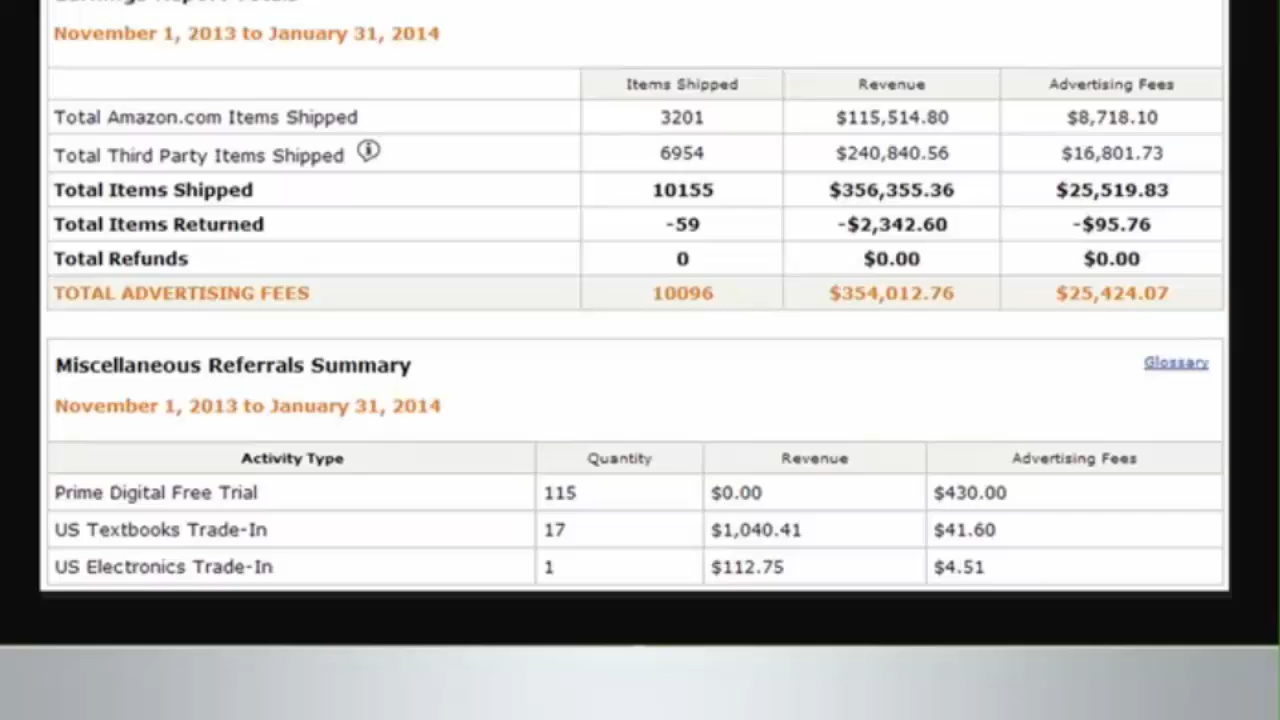 Earnings Report Totals
November 1, 2013 to January 31, 2014
Items Shipped Revenue Advertising Fees
Total Amazon.com Items Shipped 3201 $115,514.80 $8,718.10
Total Third Party Items Shipped 6954 $240,840.56 $16,801.73
Total Items Shipped 10155 $356,355.36 $25,519.83
Total Items Returned -59 -$2,342.60 -$95.76
Total Refunds 0 $0.00 $0.00
TOTAL ADVERTISING FEES 10096 $354,012.76 $25,424.07
Miscellaneous Referrals Summary Glossary
November 1, 2013 to January 31, 2014
Activity Type Quantity Revenue Advertising Fees
Prime Digital Free Trial 115 $0.00 $430.00
US Textbooks Trade-In 17 $1,040.41 $41.60
US Electronics Trade-In 1 $112.75 $4.51